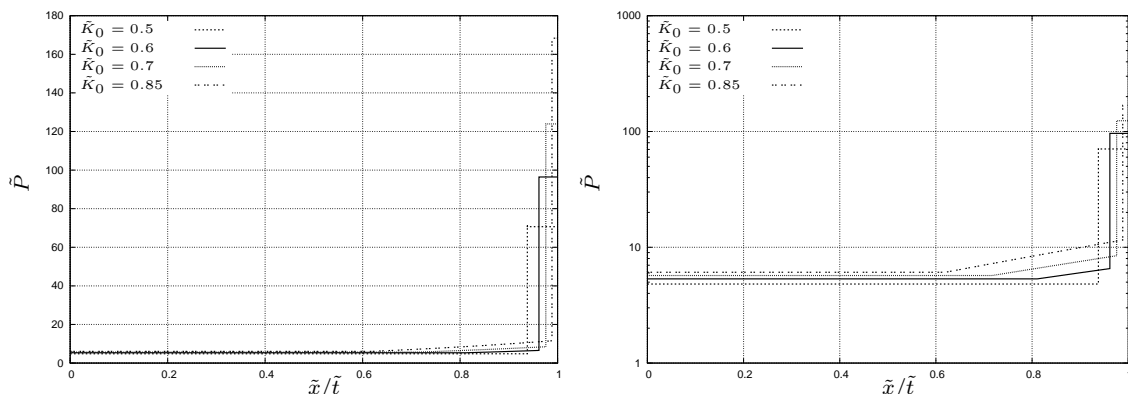 180
160
140
120
100
80
60
40
20
0
P̃
K̃₀ = 0.5
K̃₀ = 0.6
K̃₀ = 0.7
K̃₀ = 0.85
0 0.2 0.4 0.6 0.8 1
x̃/t̃
1000
100
10
1
P̃
K̃₀ = 0.5
K̃₀ = 0.6
K̃₀ = 0.7
K̃₀ = 0.85
0 0.2 0.4 0.6 0.8 1
x̃/t̃